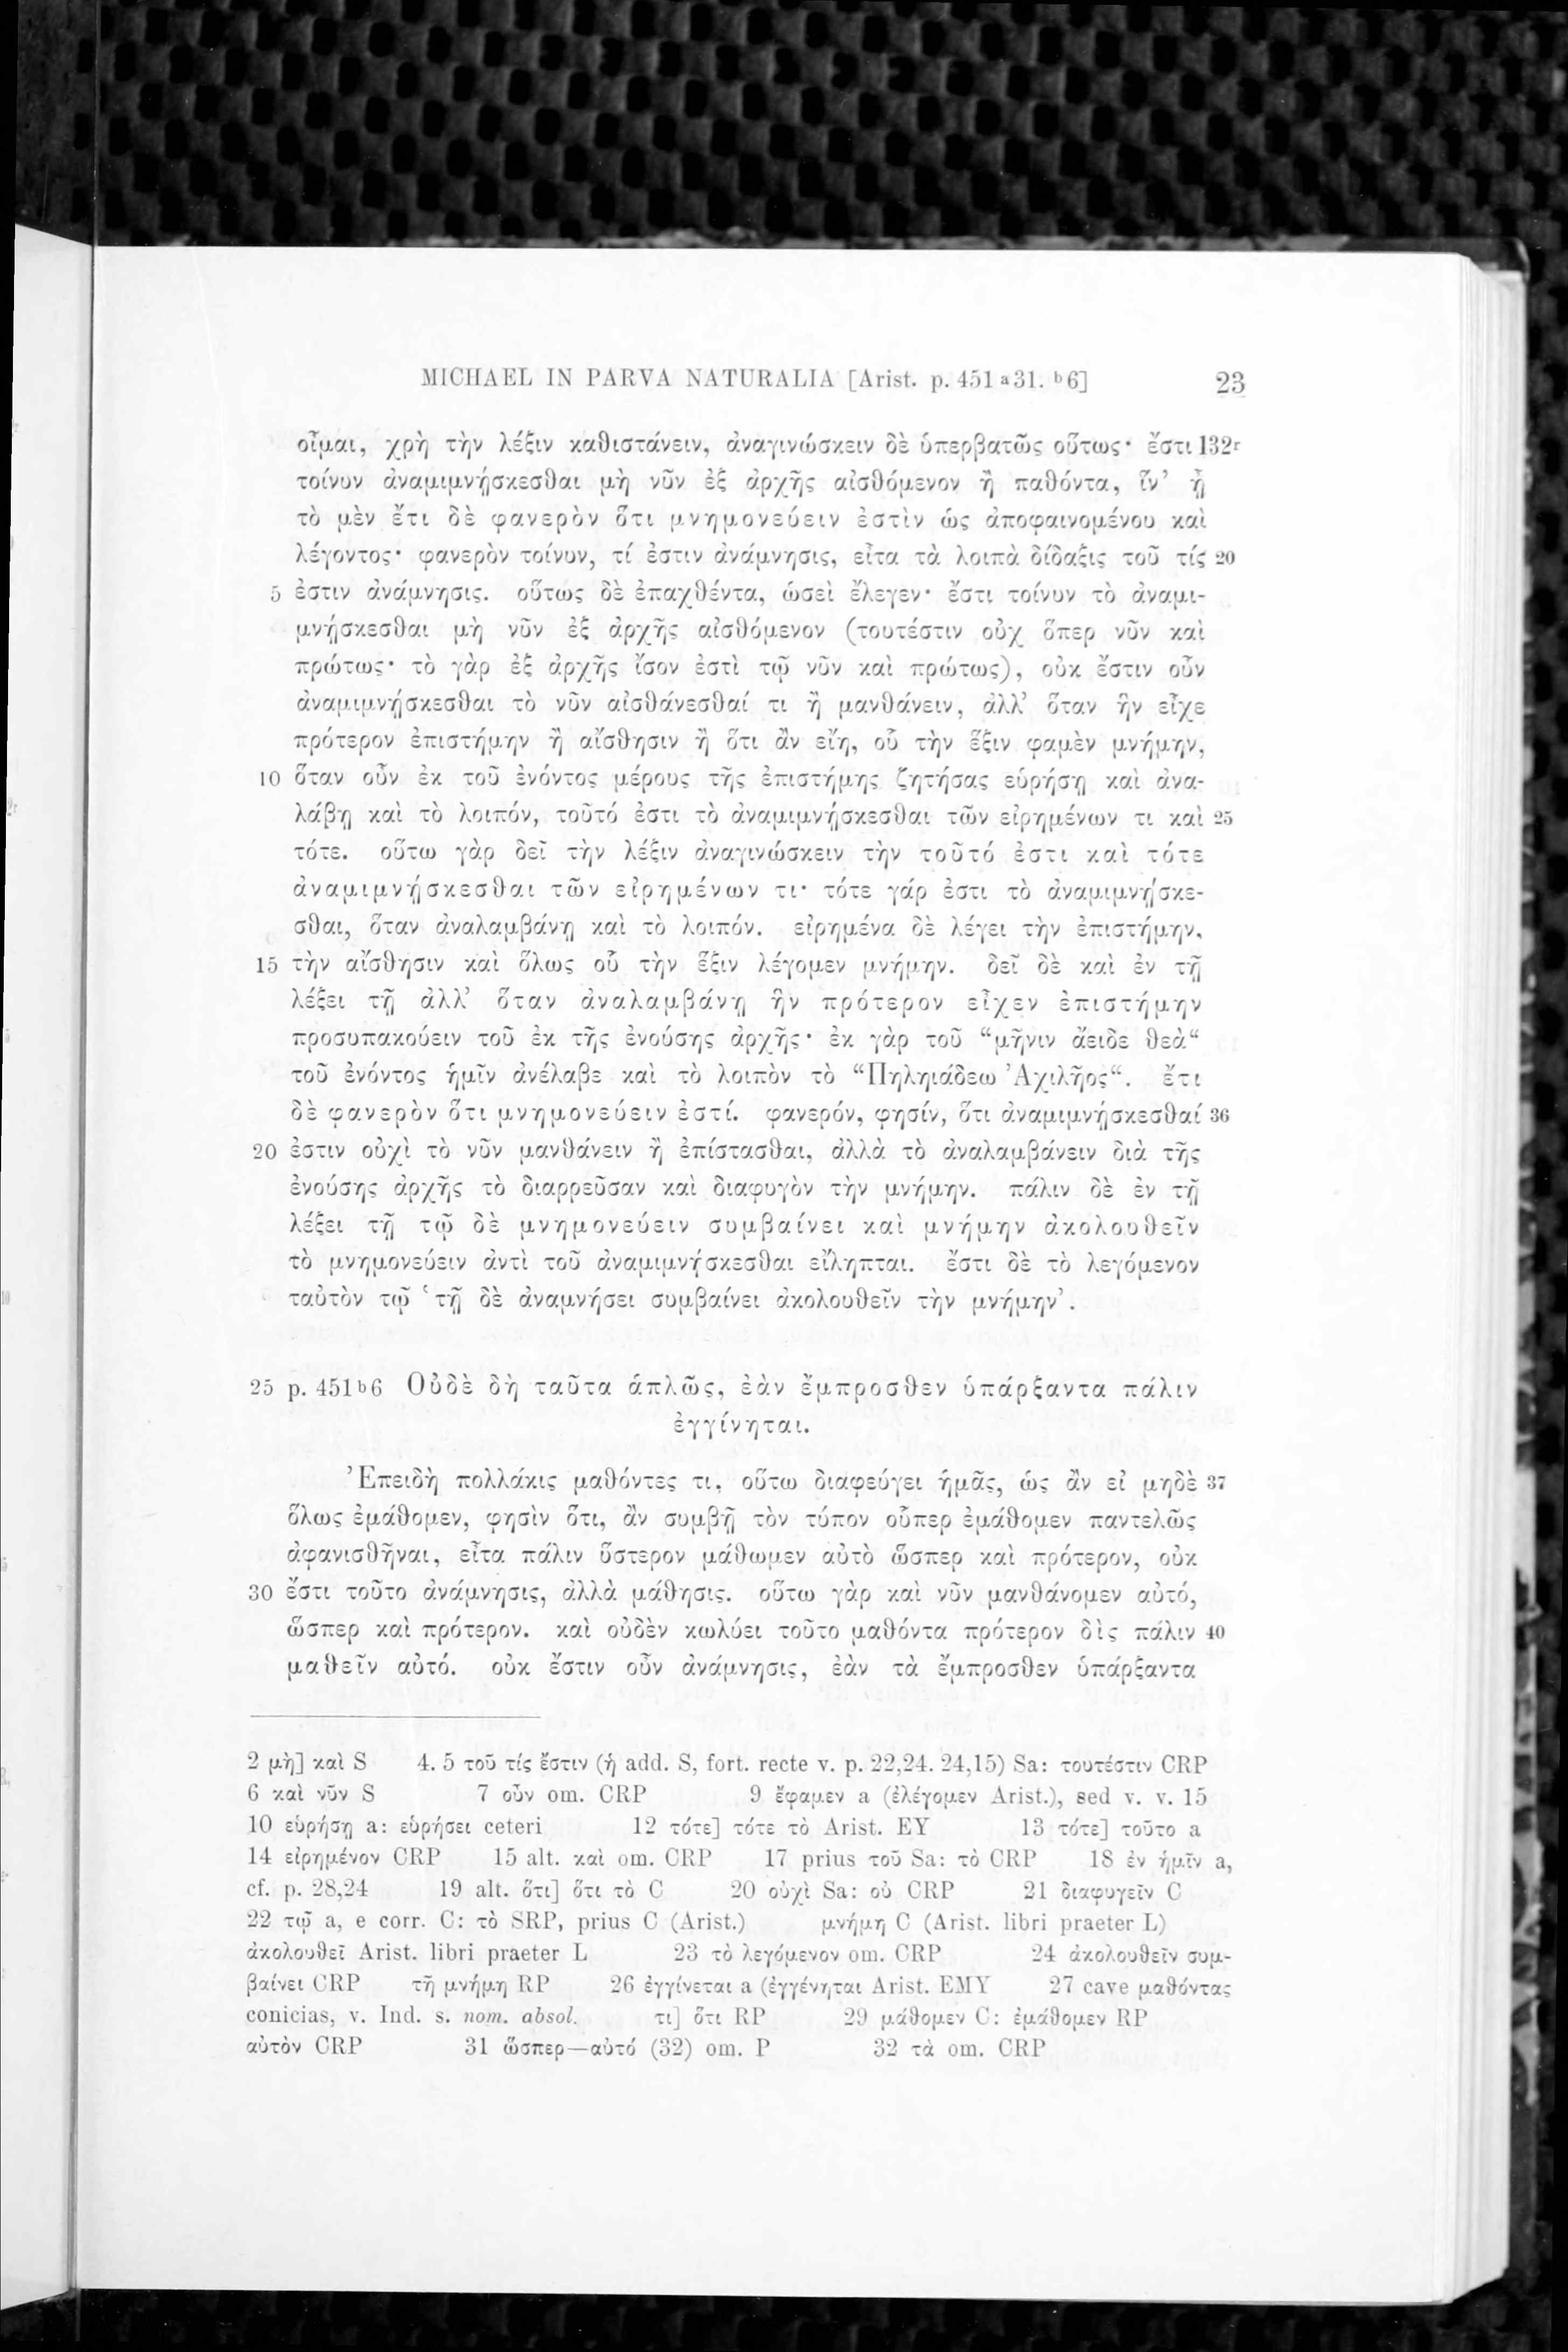 MICHAEL IN PARVA NATURALIA [Arist. p. 451 a 31. b 6] 23
οἶμαι, χρὴ τὴν λέξιν καθιστάνειν, ἀναγινώσκειν δὲ ὑπερβατῶς οὕτως· ἔστι 132r
τοίνυν ἀναμιμνῄσκεσθαι μὴ νῦν ἐξ ἀρχῆς αἰσθόμενον ἢ παθόντα, ἵν’ ᾖ
τὸ μὲν ἔτι δὲ φανερὸν ὅτι μνημονεύειν ἐστὶν ὡς ἀποφαινομένου καὶ
λέγοντος· φανερὸν τοίνυν, τί ἐστιν ἀνάμνησις, εἶτα τὰ λοιπὰ δίδαξις τοῦ τίς 20
5 ἐστιν ἀνάμνησις. οὕτως δὲ ἐπαχθέντα, ὡσεὶ ἔλεγεν· ἔστι τοίνυν τὸ ἀναμι-
μνῄσκεσθαι μὴ νῦν ἐξ ἀρχῆς αἰσθόμενον (τουτέστιν οὐχ ὅπερ νῦν καὶ
πρώτως· τὸ γὰρ ἐξ ἀρχῆς ἴσον ἐστὶ τῷ νῦν καὶ πρώτως), οὐκ ἔστιν οὖν
ἀναμιμνῄσκεσθαι τὸ νῦν αἰσθάνεσθαί τι ἢ μανθάνειν, ἀλλ’ ὅταν ἣν εἶχε
πρότερον ἐπιστήμην ἢ αἴσθησιν ἢ ὅτι ἂν εἴη, οὗ τὴν ἕξιν φαμὲν μνήμην,
10 ὅταν οὖν ἐκ τοῦ ἐνόντος μέρους τῆς ἐπιστήμης ζητήσας εὑρήσῃ καὶ ἀνα-
λάβῃ καὶ τὸ λοιπόν, τοῦτό ἐστι τὸ ἀναμιμνῄσκεσθαι τῶν εἰρημένων τι καὶ 25
τότε. οὕτω γὰρ δεῖ τὴν λέξιν ἀναγινώσκειν τὴν τοῦτό ἐστι καὶ τότε
ἀναμιμνῄσκεσθαι τῶν εἰρημένων τι· τότε γάρ ἐστι τὸ ἀναμιμνῄσκε-
σθαι, ὅταν ἀναλαμβάνῃ καὶ τὸ λοιπόν. εἰρημένα δὲ λέγει τὴν ἐπιστήμην,
15 τὴν αἴσθησιν καὶ ὅλως οὗ τὴν ἕξιν λέγομεν μνήμην. δεῖ δὲ καὶ ἐν τῇ
λέξει τῇ ἀλλ’ ὅταν ἀναλαμβάνῃ ἣν πρότερον εἶχεν ἐπιστήμην
προσυπακούειν τοῦ ἐκ τῆς ἐνούσης ἀρχῆς· ἐκ γὰρ τοῦ “μῆνιν ἄειδε θεὰ“
τοῦ ἐνόντος ἡμῖν ἀνέλαβε καὶ τὸ λοιπὸν τὸ “Πηληιάδεω Ἀχιλῆος“. ἔτι
δὲ φανερὸν ὅτι μνημονεύειν ἐστί. φανερόν, φησίν, ὅτι ἀναμιμνῄσκεσθαί 36
20 ἐστιν οὐχὶ τὸ νῦν μανθάνειν ἢ ἐπίστασθαι, ἀλλὰ τὸ ἀναλαμβάνειν διὰ τῆς
ἐνούσης ἀρχῆς τὸ διαρρεῦσαν καὶ διαφυγὸν τὴν μνήμην. πάλιν δὲ ἐν τῇ
λέξει τῇ τῷ δὲ μνημονεύειν συμβαίνει καὶ μνήμην ἀκολουθεῖν
τὸ μνημονεύειν ἀντὶ τοῦ ἀναμιμνῄσκεσθαι εἴληπται. ἔστι δὲ τὸ λεγόμενον
ταὐτὸν τῷ ‘τῇ δὲ ἀναμνήσει συμβαίνει ἀκολουθεῖν τὴν μνήμην’.
25 p. 451 b 6 Οὐδὲ δὴ ταῦτα ἁπλῶς, ἐὰν ἔμπροσθεν ὑπάρξαντα πάλιν
ἐγγίνηται.
Ἐπειδὴ πολλάκις μαθόντες τι, οὕτω διαφεύγει ἡμᾶς, ὡς ἂν εἰ μηδὲ 37
ὅλως ἐμάθομεν, φησὶν ὅτι, ἂν συμβῇ τὸν τύπον οὗπερ ἐμάθομεν παντελῶς
ἀφανισθῆναι, εἶτα πάλιν ὕστερον μάθωμεν αὐτὸ ὥσπερ καὶ πρότερον, οὐκ
30 ἔστι τοῦτο ἀνάμνησις, ἀλλὰ μάθησις. οὕτω γὰρ καὶ νῦν μανθάνομεν αὐτό,
ὥσπερ καὶ πρότερον. καὶ οὐδὲν κωλύει τοῦτο μαθόντα πρότερον δὶς πάλιν 40
μαθεῖν αὐτό. οὐκ ἔστιν οὖν ἀνάμνησις, ἐὰν τὰ ἔμπροσθεν ὑπάρξαντα
2 μὴ] καὶ S 4. 5 τοῦ τίς ἔστιν (ἡ add. S, fort. recte v. p. 22,24. 24,15) Sa: τουτέστιν CRP
6 καὶ νῦν S 7 οὖν om. CRP 9 ἔφαμεν a (ἐλέγομεν Arist.), sed v. v. 15
10 εὑρήσῃ a: εὑρήσει ceteri 12 τότε] τότε τὸ Arist. EY 13 τότε] τοῦτο a
14 εἰρημένον CRP 15 alt. καὶ om. CRP 17 prius τοῦ Sa: τὸ CRP 18 ἐν ἡμῖν a,
cf. p. 28,24 19 alt. ὅτι] ὅτι τὸ C 20 οὐχὶ Sa: οὐ CRP 21 διαφυγεῖν C
22 τῷ a, e corr. C: τὸ SRP, prius C (Arist.) μνήμη C (Arist. libri praeter L)
ἀκολουθεῖ Arist. libri praeter L 23 τὸ λεγόμενον om. CRP 24 ἀκολουθεῖν συμ-
βαίνει CRP τῇ μνήμῃ RP 26 ἐγγίνεται a (ἐγγένηται Arist. EMY 27 cave μαθόντας
conicias, v. Ind. s. nom. absol. τι] ὅτι RP 29 μάθομεν C: ἐμάθομεν RP
αὐτὸν CRP 31 ὥσπερ—αὐτό (32) om. P 32 τὰ om. CRP